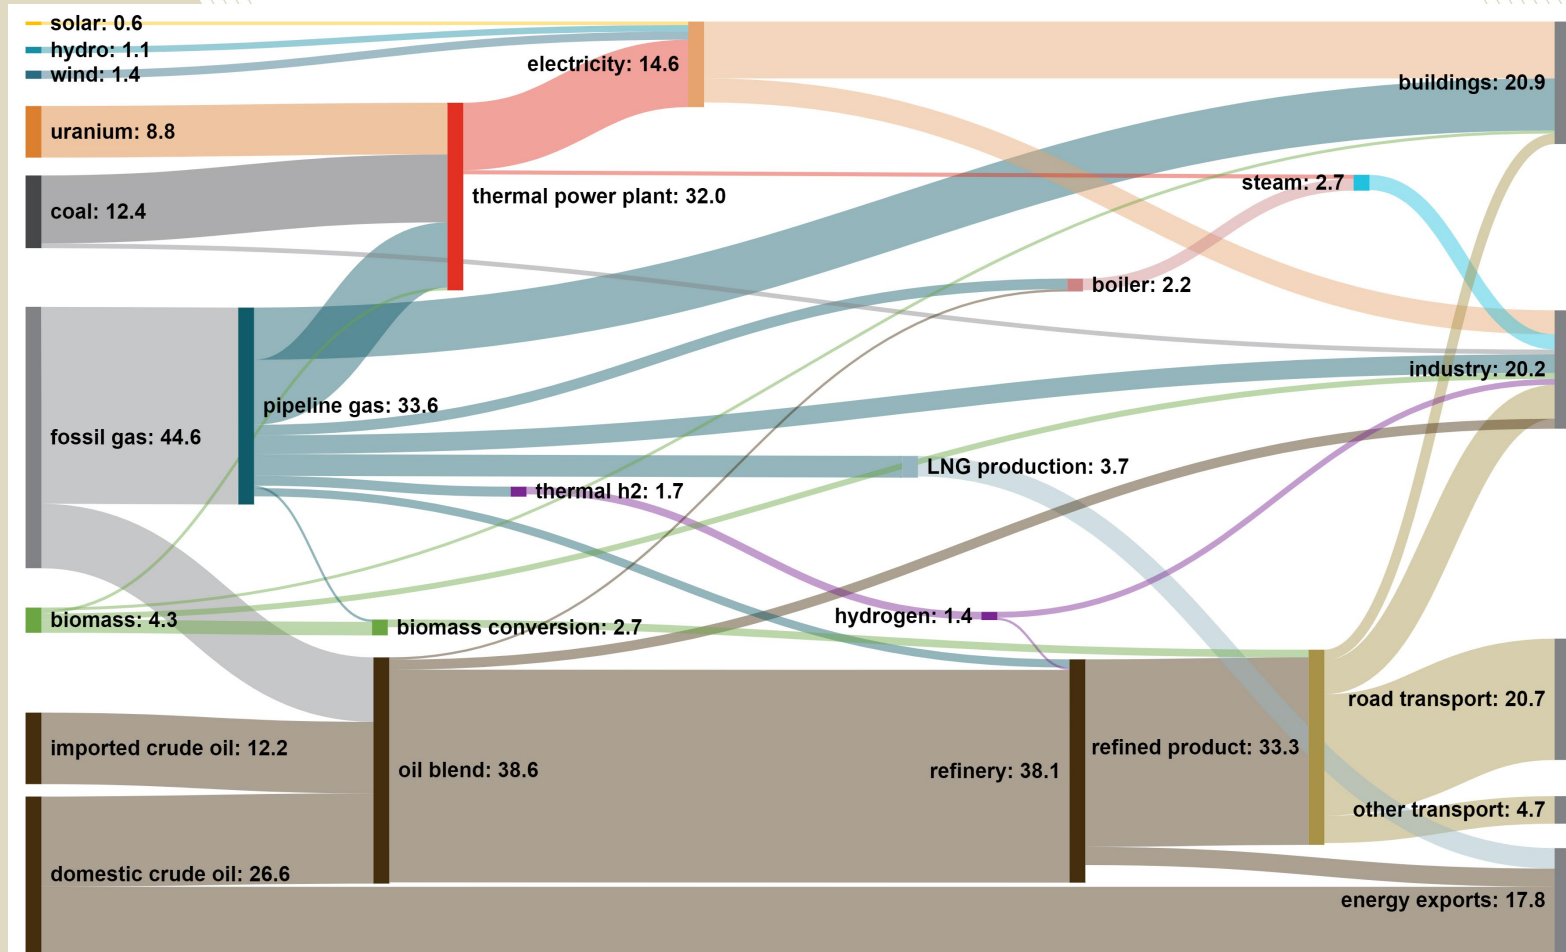 solar: 0.6
hydro: 1.1
wind: 1.4
electricity: 14.6
buildings: 20.9
uranium: 8.8
thermal power plant: 32.0
steam: 2.7
coal: 12.4
boiler: 2.2
industry: 20.2
pipeline gas: 33.6
fossil gas: 44.6
LNG production: 3.7
thermal h2: 1.7
hydrogen: 1.4
biomass: 4.3
biomass conversion: 2.7
road transport: 20.7
imported crude oil: 12.2
refined product: 33.3
oil blend: 38.6
refinery: 38.1
other transport: 4.7
domestic crude oil: 26.6
energy exports: 17.8